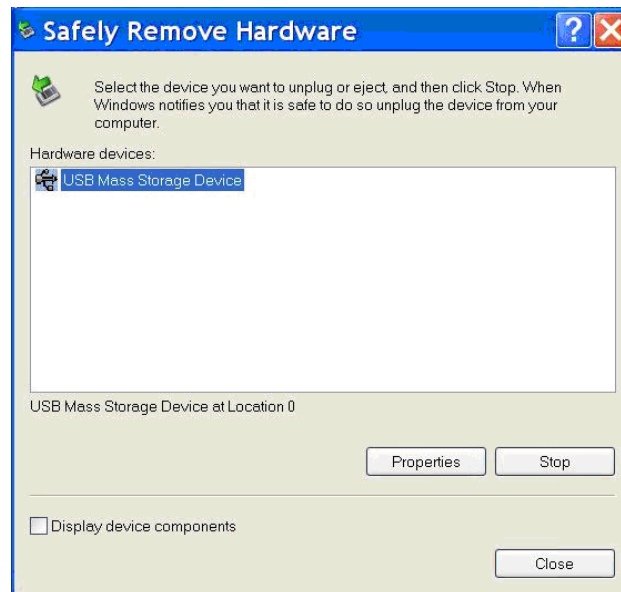 Safely Remove Hardware
?
Select the device you want to unplug or eject, and then click Stop. When
Windows notifies you that it is safe to do so unplug the device from your
computer.
Hardware devices:
USB Mass Storage Device
USB Mass Storage Device at Location 0
Properties Stop
Display device components
Close